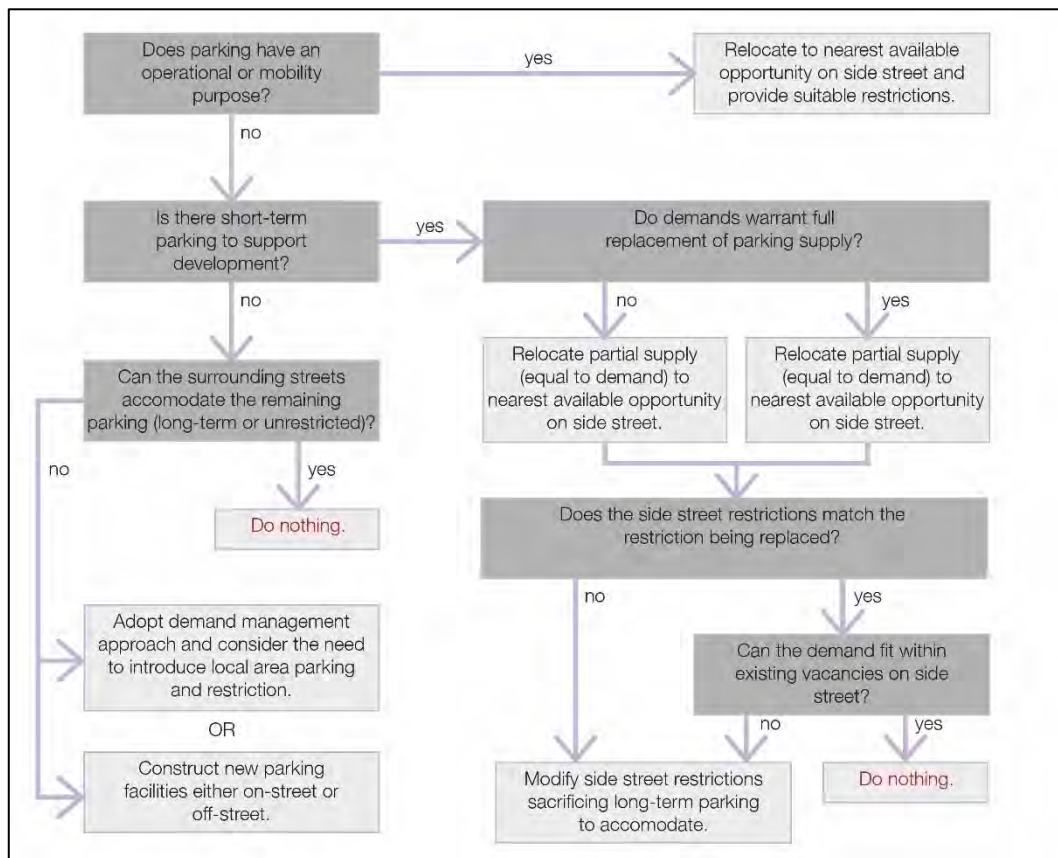 Does parking have an
operational or mobility
purpose?
yes
Relocate to nearest available
opportunity on side street and
provide suitable restrictions.
no
Is there short-term
parking to support
development?
yes
Do demands warrant full
replacement of parking supply?
no
no
yes
Can the surrounding streets
accomodate the remaining
parking (long-term or unrestricted)?
Relocate partial supply
(equal to demand) to
nearest available opportunity
on side street.
Relocate partial supply
(equal to demand) to
nearest available opportunity
on side street.
no
yes
Do nothing.
Does the side street restrictions match the
restriction being replaced?
no
yes
Adopt demand management
approach and consider the need
to introduce local area parking
and restriction.
Can the demand fit within
existing vacancies on side
street?
OR
no
yes
Construct new parking
facilities either on-street or
off-street.
Modify side street restrictions
sacrificing long-term parking
to accomodate.
Do nothing.